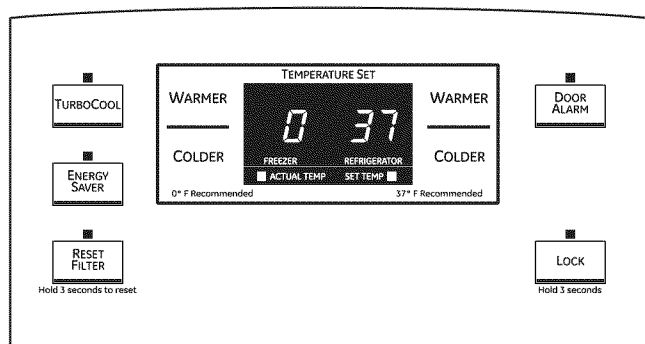 TEMPERATURE SET
TURBOCOOL
WARMER
0 37
WARMER
DOOR
ALARM
COLDER
FREEZER REFRIGERATOR
COLDER
ACTUAL TEMP SET TEMP
ENERGY
SAVER
0° F Recommended 37° F Recommended
RESET
FILTER
Hold 3 seconds to reset
LOCK
Hold 3 seconds